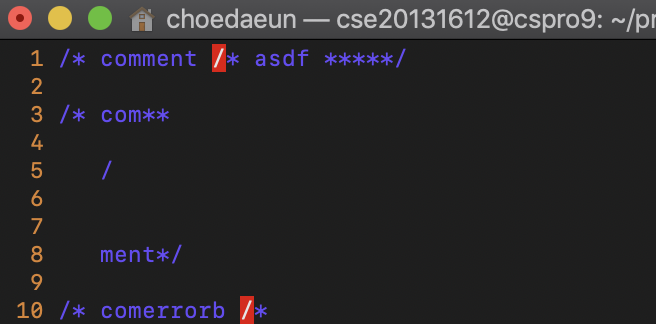 choedaeun — cse20131612@cspro9: ~/pr
1 /* comment /* asdf *****/
2
3 /* com**
4
5 /
6
7
8 ment*/
9
10 /* comerrorb /*